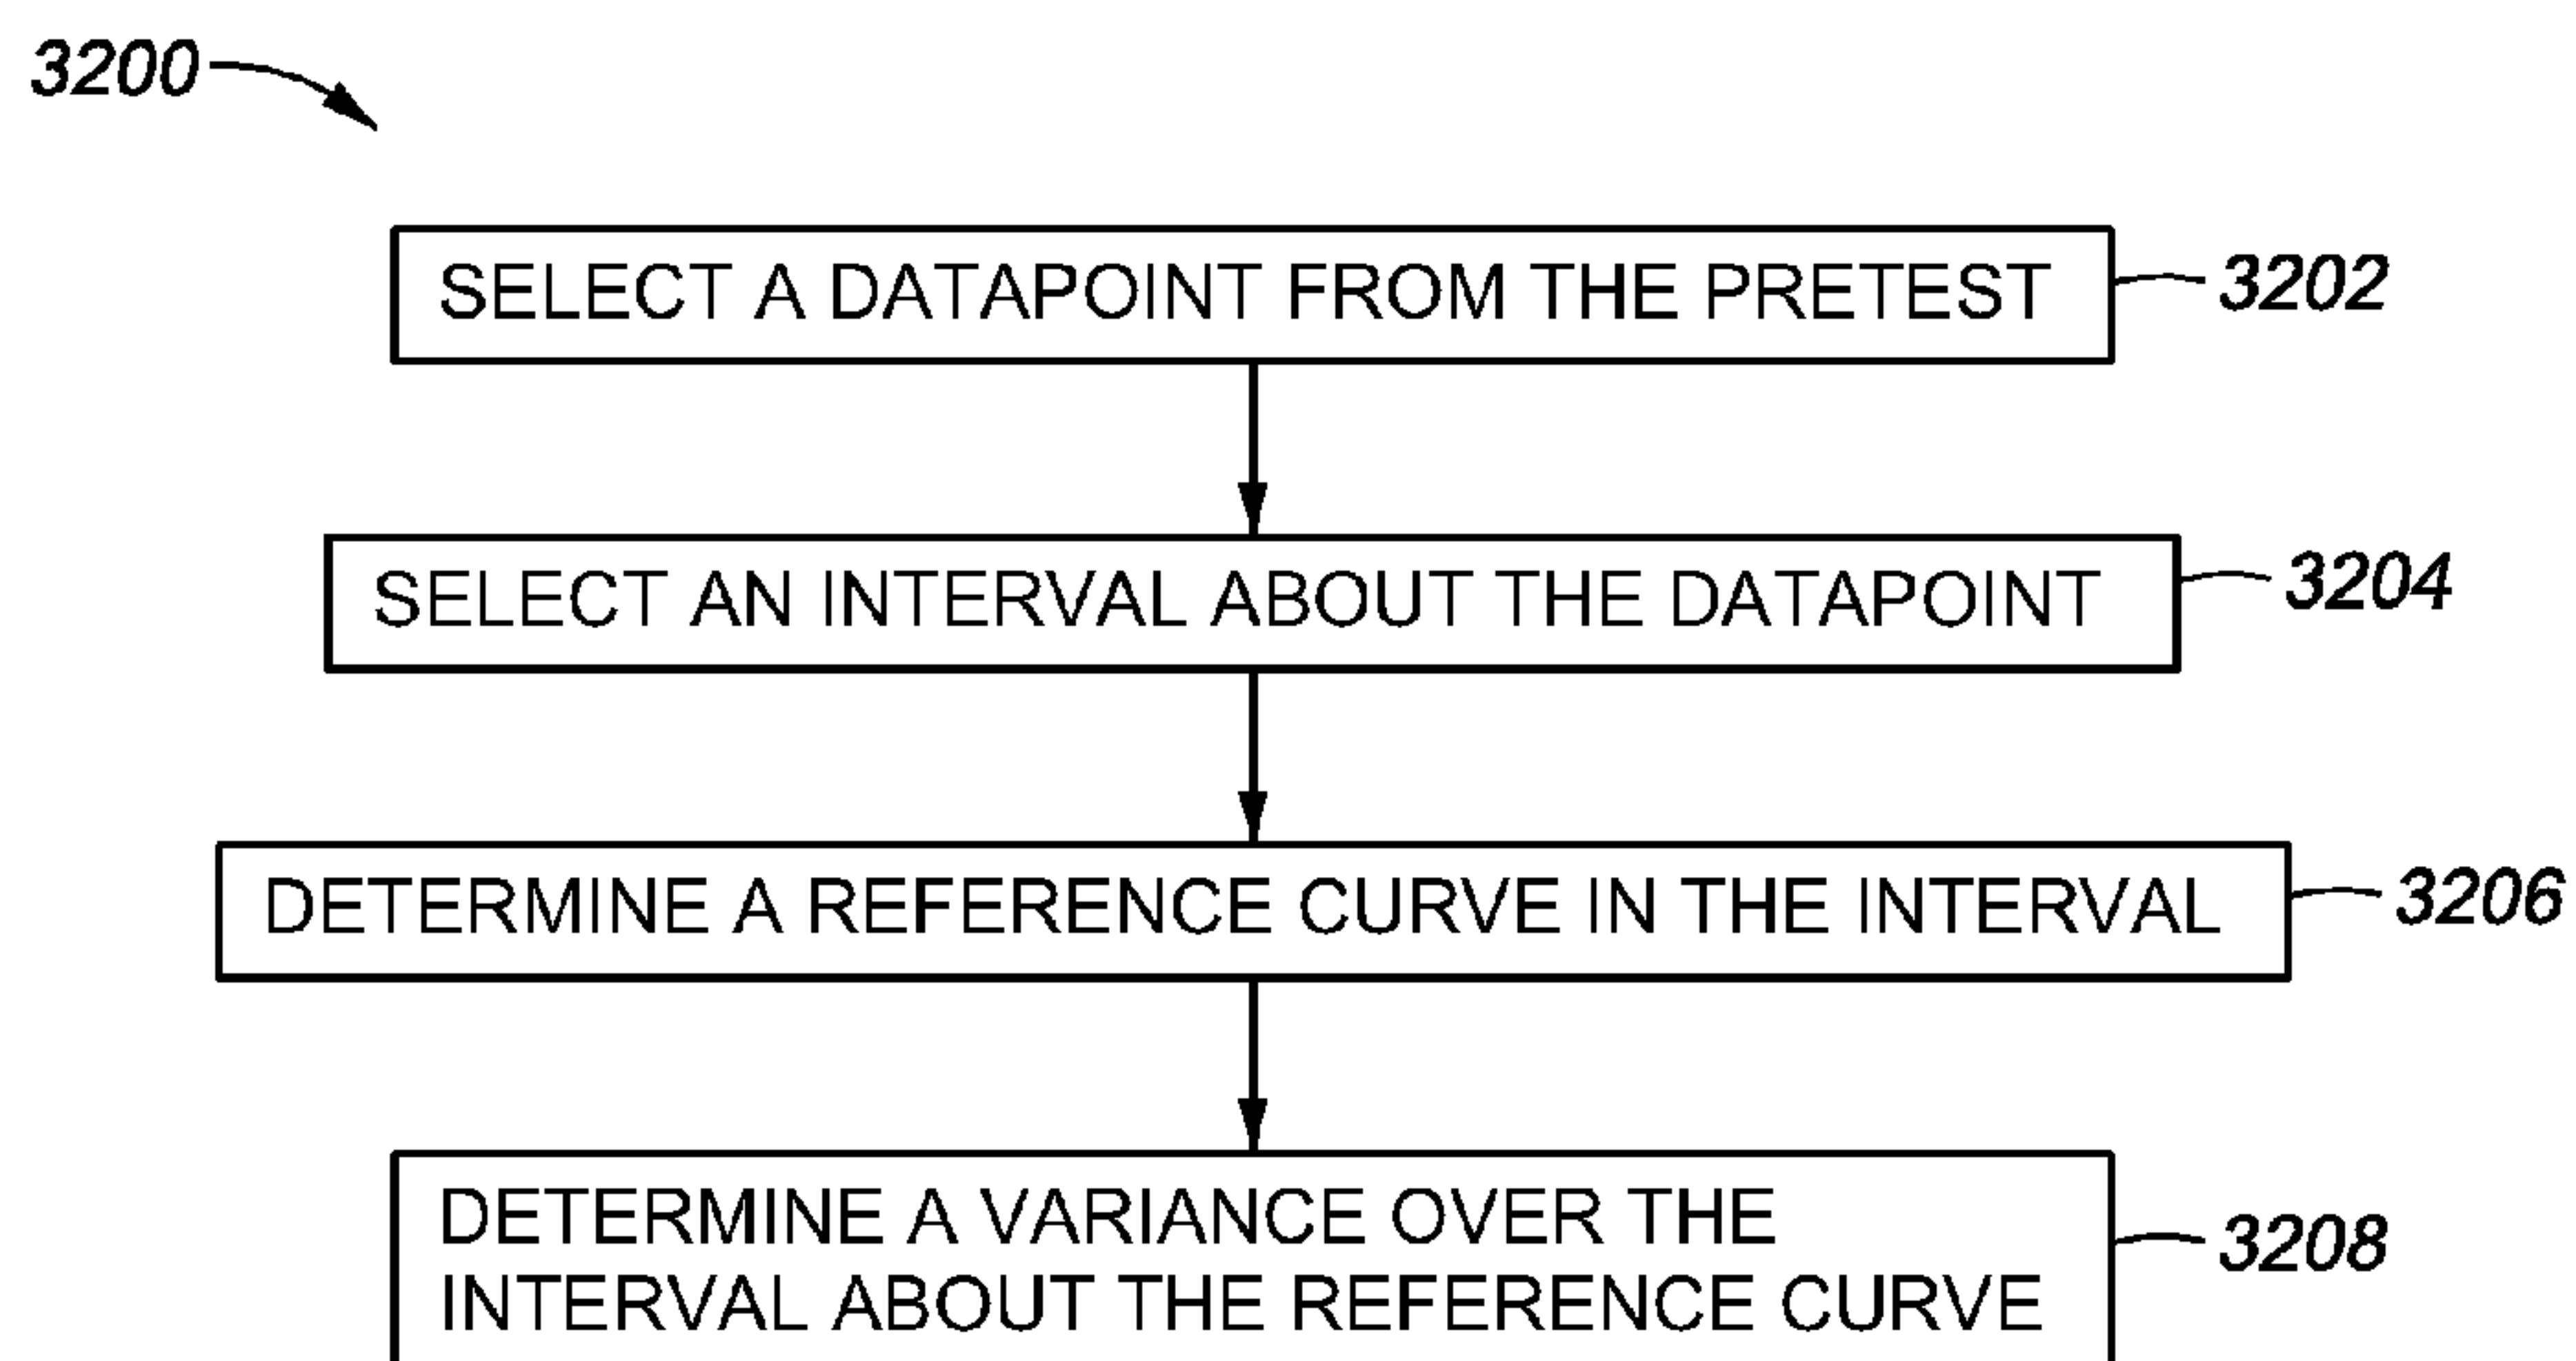 3200
SELECT A DATAPOINT FROM THE PRETEST
3202
SELECT AN INTERVAL ABOUT THE DATAPOINT
3204
DETERMINE A REFERENCE CURVE IN THE INTERVAL
3206
DETERMINE A VARIANCE OVER THE
INTERVAL ABOUT THE REFERENCE CURVE
3208